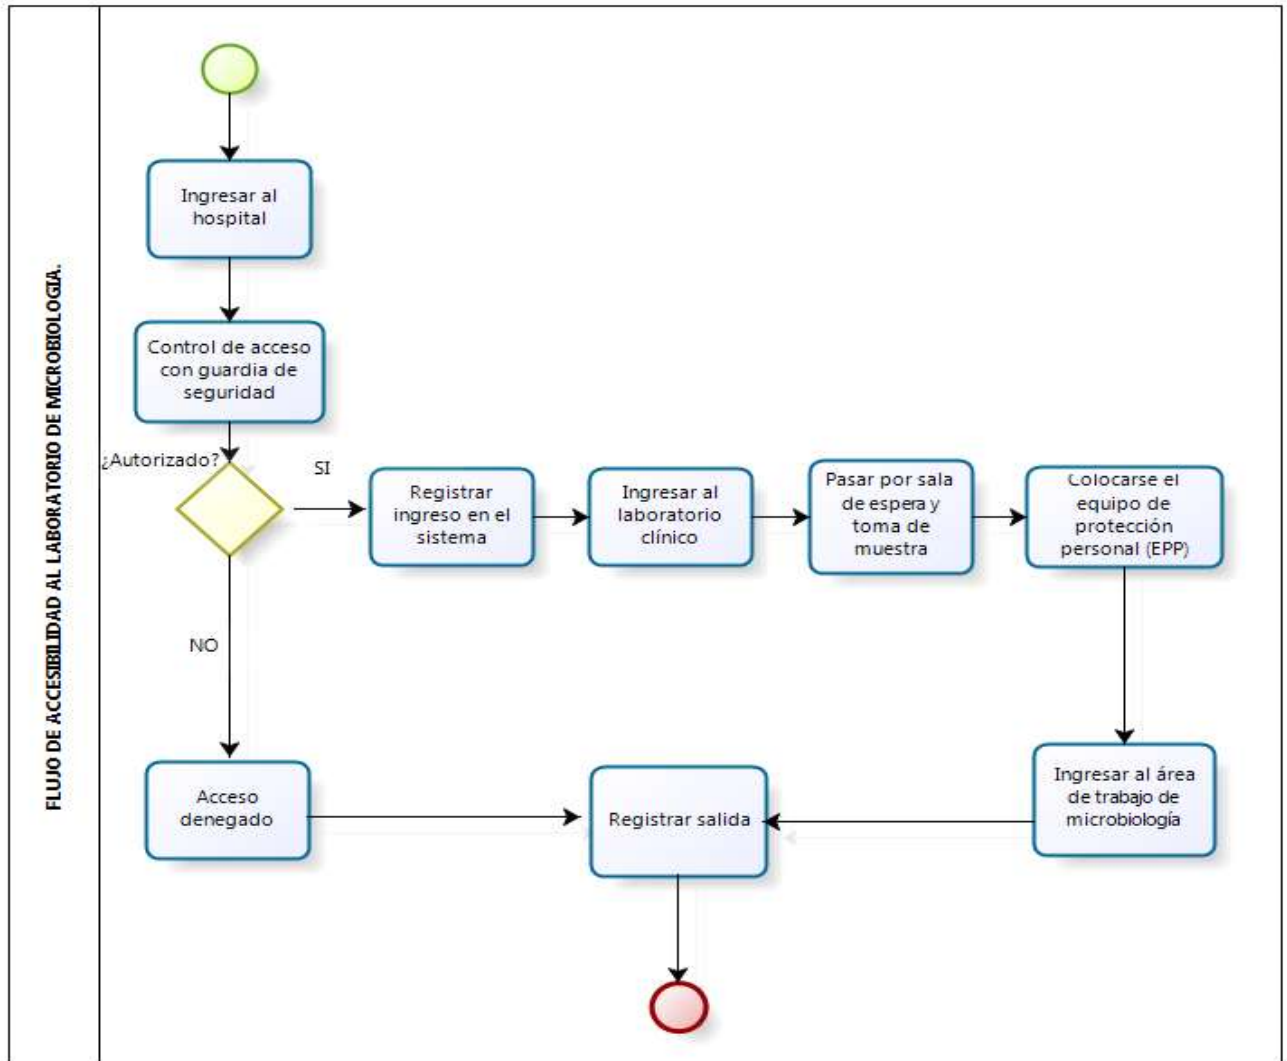 FLUJO DE ACCESIBILIDAD AL LABORATORIO DE MICROBIOLOGIA.
Ingresar al
hospital
Control de acceso
con guardia de
seguridad
¿Autorizado?
SI
Registrar
ingreso en el
sistema
Ingresar al
laboratorio
clínico
Pasar por sala
de espera y
toma de
muestra
Colocarse el
equipo de
protección
personal (EPP)
NO
Acceso
denegado
Registrar salida
Ingresar al área
de trabajo de
microbiología